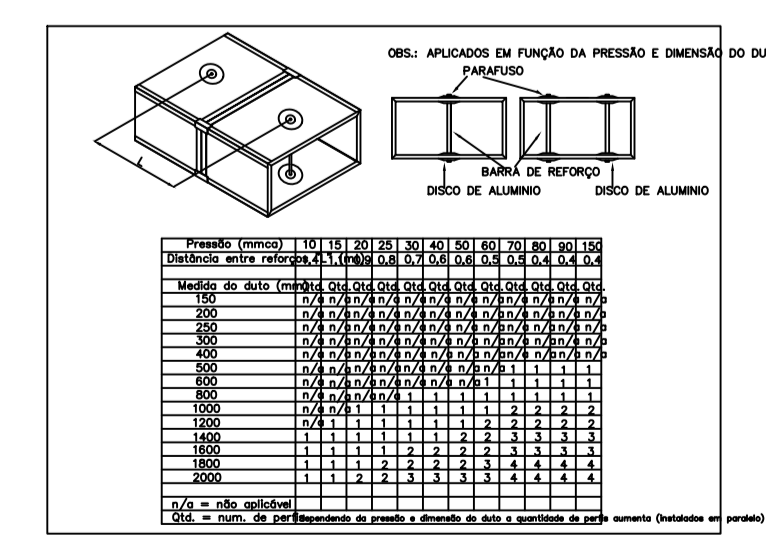 OBS.: APLICADOS EM FUNÇÃO DA PRESSÃO E DIMENSÃO DO DU
PARAFUSO
L
BARRA DE REFORÇO
DISCO DE ALUMINIO DISCO DE ALUMINIO
Pressão (mmca) 10 15 20 25 30 40 50 60 70 80 90 150
Distância entre reforços "L" (m) 1,1 0,9 0,8 0,7 0,6 0,6 0,5 0,5 0,4 0,4 0,4
Medida do duto (mm) Qtd. Qtd. Qtd. Qtd. Qtd. Qtd. Qtd. Qtd. Qtd. Qtd. Qtd. Qtd.
150 n/a n/a n/a n/a n/a n/a n/a n/a n/a n/a n/a n/a
200 n/a n/a n/a n/a n/a n/a n/a n/a n/a n/a n/a n/a
250 n/a n/a n/a n/a n/a n/a n/a n/a n/a n/a n/a n/a
300 n/a n/a n/a n/a n/a n/a n/a n/a n/a n/a n/a n/a
400 n/a n/a n/a n/a n/a n/a n/a n/a n/a n/a n/a n/a
500 n/a n/a n/a n/a n/a n/a n/a n/a 1 1 1 1
600 n/a n/a n/a n/a n/a n/a n/a 1 1 1 1 1
800 n/a n/a n/a n/a 1 1 1 1 1 1 1 1
1000 n/a n/a 1 1 1 1 1 1 2 2 2 2
1200 n/a 1 1 1 1 1 1 2 2 2 2 2
1400 1 1 1 1 1 1 2 2 3 3 3 3
1600 1 1 1 1 2 2 2 2 3 3 3 3
1800 1 1 1 2 2 2 2 3 4 4 4 4
2000 1 1 2 2 3 3 3 3 4 4 4 4
n/a = não aplicável
Qtd. = num. de perfis dependendo da pressão e dimensão do duto a quantidade de perfis aumenta (instalados em paralelo)